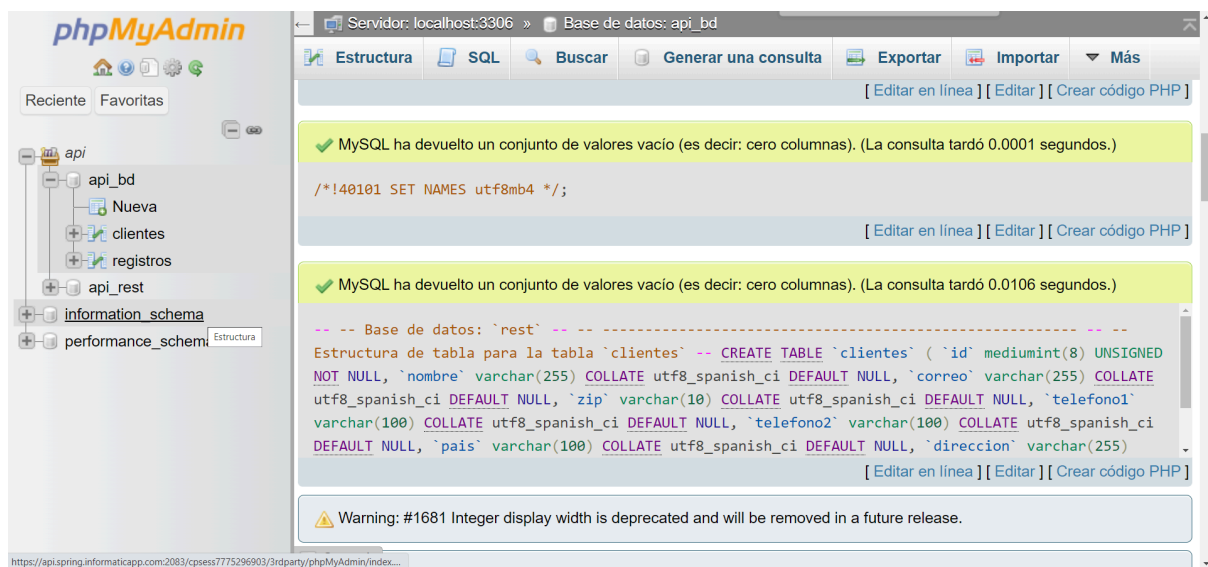 phpMyAdmin
Reciente Favoritas
api
api_bd
Nueva
clientes
registros
api_rest
information_schema
performance_schema
Estructura
← Servidor: localhost:3306 » Base de datos: api_bd
Estructura SQL Buscar Generar una consulta Exportar Importar Más
[ Editar en línea ] [ Editar ] [ Crear código PHP ]
MySQL ha devuelto un conjunto de valores vacío (es decir: cero columnas). (La consulta tardó 0.0001 segundos.)
/*!40101 SET NAMES utf8mb4 */;
[ Editar en línea ] [ Editar ] [ Crear código PHP ]
MySQL ha devuelto un conjunto de valores vacío (es decir: cero columnas). (La consulta tardó 0.0106 segundos.)
-- -- Base de datos: `rest` -- -- -------------------------------------------------------- -- --
Estructura de tabla para la tabla `clientes` -- CREATE TABLE `clientes` ( `id` mediumint(8) UNSIGNED
NOT NULL, `nombre` varchar(255) COLLATE utf8_spanish_ci DEFAULT NULL, `correo` varchar(255) COLLATE
utf8_spanish_ci DEFAULT NULL, `zip` varchar(10) COLLATE utf8_spanish_ci DEFAULT NULL, `telefono1`
varchar(100) COLLATE utf8_spanish_ci DEFAULT NULL, `telefono2` varchar(100) COLLATE utf8_spanish_ci
DEFAULT NULL, `pais` varchar(100) COLLATE utf8_spanish_ci DEFAULT NULL, `direccion` varchar(255)
[ Editar en línea ] [ Editar ] [ Crear código PHP ]
Warning: #1681 Integer display width is deprecated and will be removed in a future release.
https://api.spring.informaticapp.com:2083/cpsess7775296903/3rdparty/phpMyAdmin/index....